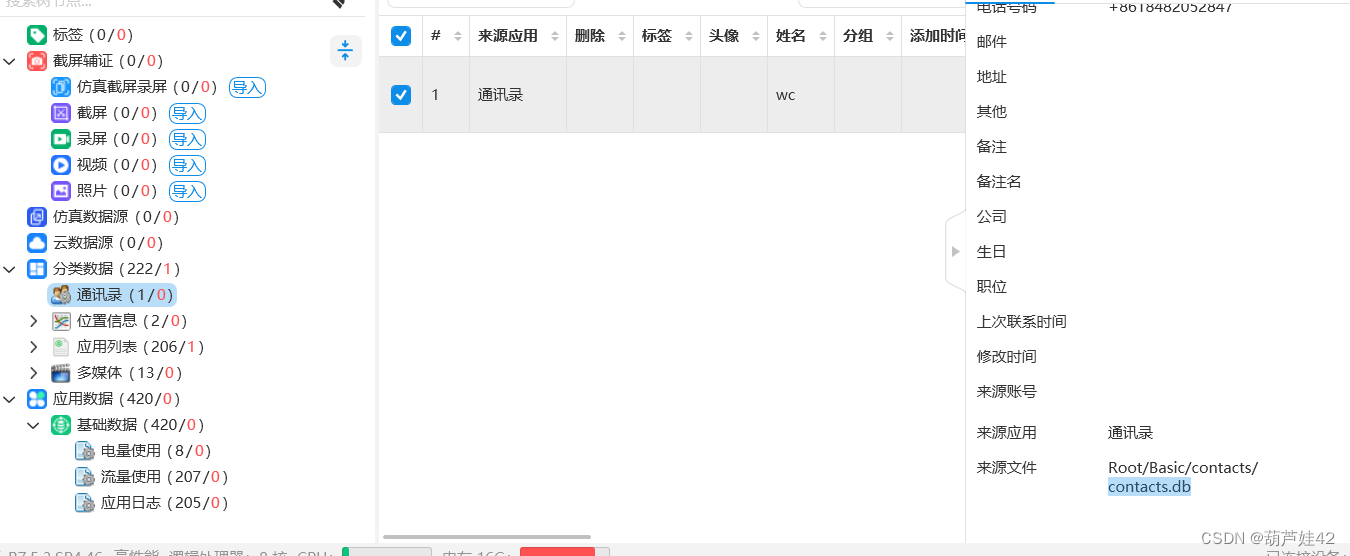 搜索树节点...
标签 (0/0)
截屏辅证 (0/0)
仿真截屏录屏 (0/0) 导入
截屏 (0/0) 导入
录屏 (0/0) 导入
视频 (0/0) 导入
照片 (0/0) 导入
仿真数据源 (0/0)
云数据源 (0/0)
分类数据 (222/1)
通讯录 (1/0)
位置信息 (2/0)
应用列表 (206/1)
多媒体 (13/0)
应用数据 (420/0)
基础数据 (420/0)
电量使用 (8/0)
流量使用 (207/0)
应用日志 (205/0)
# 来源应用 删除 标签 头像 姓名 分组 添加时间
1 通讯录 wc
电话号码 +8618482052847
邮件
地址
其他
备注
备注名
公司
生日
职位
上次联系时间
修改时间
来源账号
来源应用 通讯录
来源文件 Root/Basic/contacts/
contacts.db
高性能 逻辑处理器: 8 核 CPU: 内存 16G: 已连接设备:
CSDN @葫芦娃42